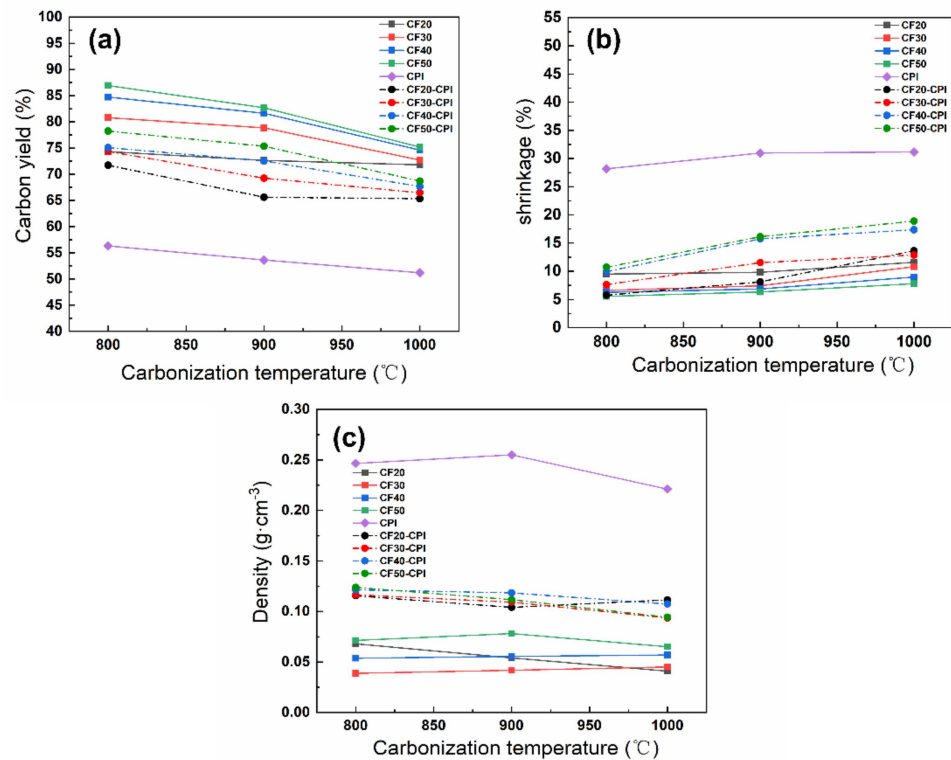 (a)
Carbon yield (%)
100
95
90
85
80
75
70
65
60
55
50
45
40
CF20
CF30
CF40
CF50
CPI
CF20-CPI
CF30-CPI
CF40-CPI
CF50-CPI
800 850 900 950 1000
Carbonization temperature (℃)
(b)
shrinkage (%)
55
50
45
40
35
30
25
20
15
10
5
0
CF20
CF30
CF40
CF50
CPI
CF20-CPI
CF30-CPI
CF40-CPI
CF50-CPI
800 850 900 950 1000
Carbonization temperature (℃)
(c)
Density (g·cm⁻³)
0.30
0.25
0.20
0.15
0.10
0.05
0.00
CF20
CF30
CF40
CF50
CPI
CF20-CPI
CF30-CPI
CF40-CPI
CF50-CPI
800 850 900 950 1000
Carbonization temperature (℃)